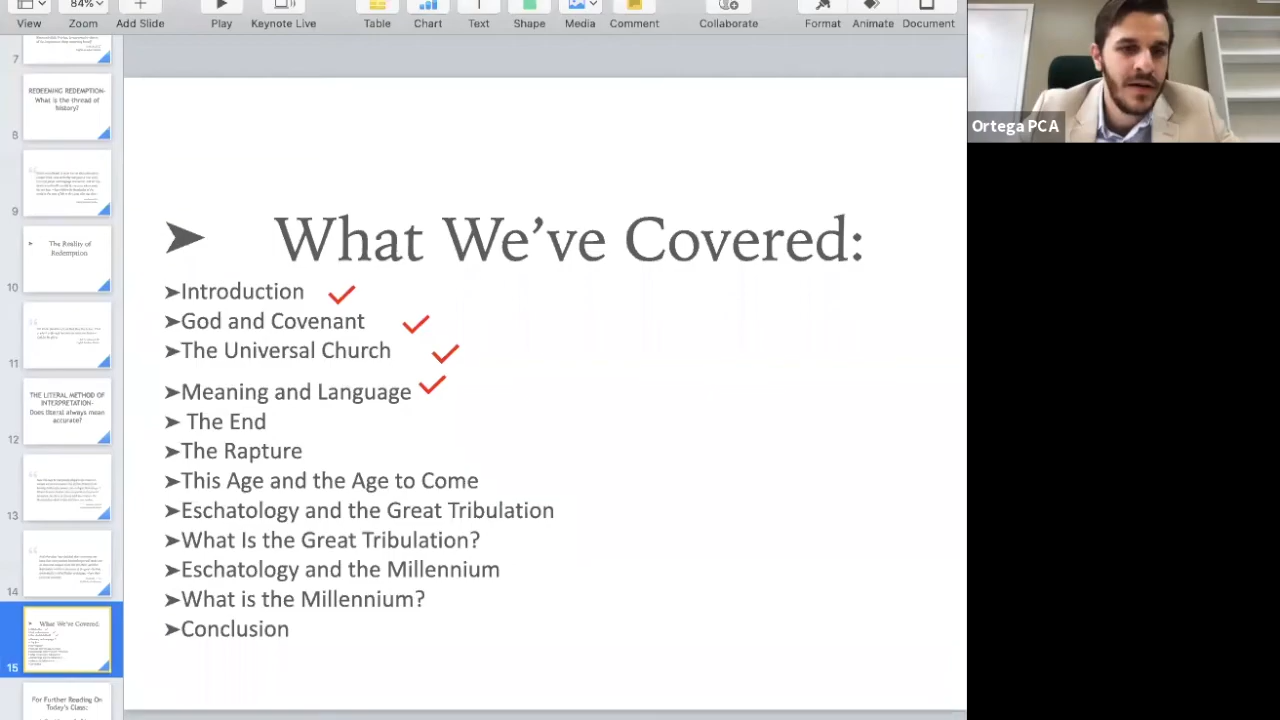 View
84%
Zoom
Add Slide
Play
Keynote Live
Table
Chart
Text
Shape
Media
Comment
Collaborate
Format
Animate
Document
7
REDEEMING REDEMPTION-
What is the thread of
history?
8
9
The Reality of
Redemption
10
11
THE LITERAL METHOD OF
INTERPRETATION-
Does literal always mean
accurate?
12
13
14
What We've Covered:
15
For Further Reading On
Today's Class:
➤ What We’ve Covered:
➤Introduction ✓
➤God and Covenant ✓
➤The Universal Church ✓
➤Meaning and Language ✓
➤ The End
➤The Rapture
➤This Age and the Age to Come
➤Eschatology and the Great Tribulation
➤What Is the Great Tribulation?
➤Eschatology and the Millennium
➤What is the Millennium?
➤Conclusion
Ortega PCA